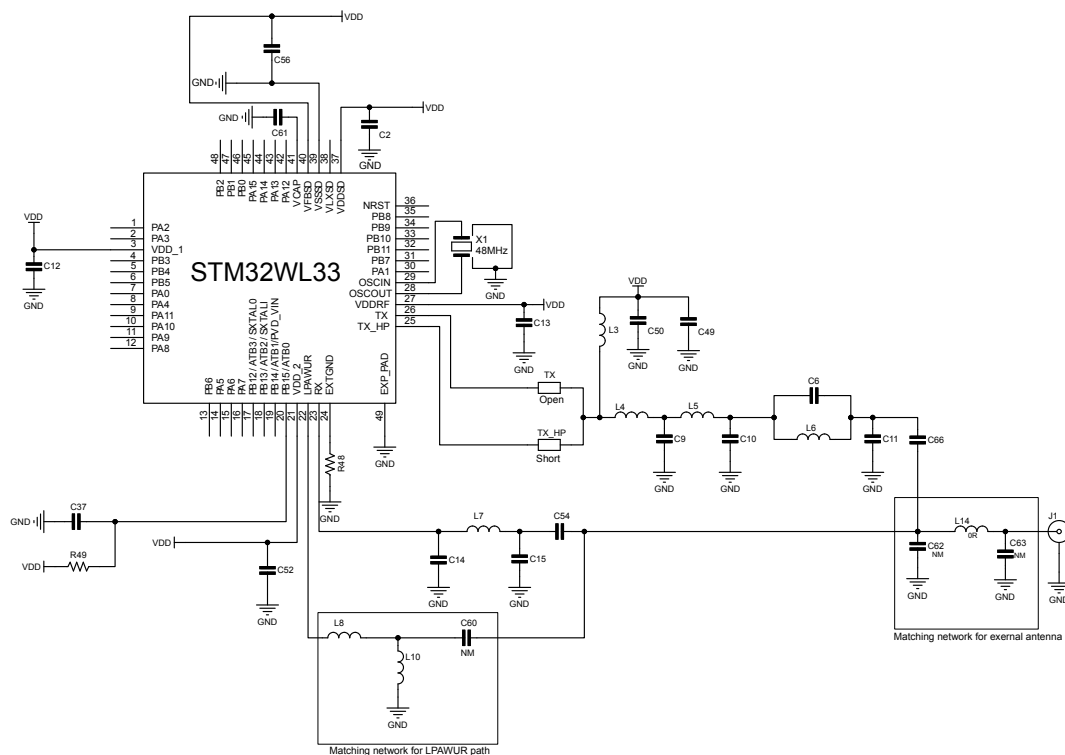 VDD
C56
GND
GND
C61
VDD
C2
GND
48
47
46
45
44
43
42
41
40
39
38
37
PB2
PB1
PB0
PA15
PA14
PA13
PA12
VCAP
VFBSD
VSSSD
VLXSD
VDDSD
VDD
C12
GND
1 PA2
2 PA3
3 VDD_1
4 PB3
5 PB4
6 PB5
7 PA0
8 PA4
9 PA11
10 PA10
11 PA9
12 PA8
STM32WL33
NRST 36
PB8 35
PB9 34
PB10 33
PB11 32
PB7 31
PA1 30
OSCIN 29
OSCOUT 28
VDDRF 27
TX 26
TX_HP 25
X1
48MHz
GND
VDD
C13
GND
PB6
PA5
PA6
PA7
PB12/ATB3/SXTAL0
PB13/ATB2/SXTALI
PB14/ATB1/PVD_VIN
PB15/ATB0
VDD_2
LPAWUR
RX
EXTGND
EXP_PAD
13
14
15
16
17
18
19
20
21
22
23
24
49
GND
R48
GND
TX
Open
TX_HP
Short
VDD
L3
C50
GND
C49
GND
L4
C9
GND
L5
C10
GND
C6
L6
C11
GND
C66
GND
C37
VDD
R49
VDD
C52
GND
C14
GND
L7
C15
GND
C54
L8
L10
GND
C60
NM
Matching network for LPAWUR path
C62
NM
GND
L14
0R
C63
NM
GND
J1
GND
Matching network for exernal antenna